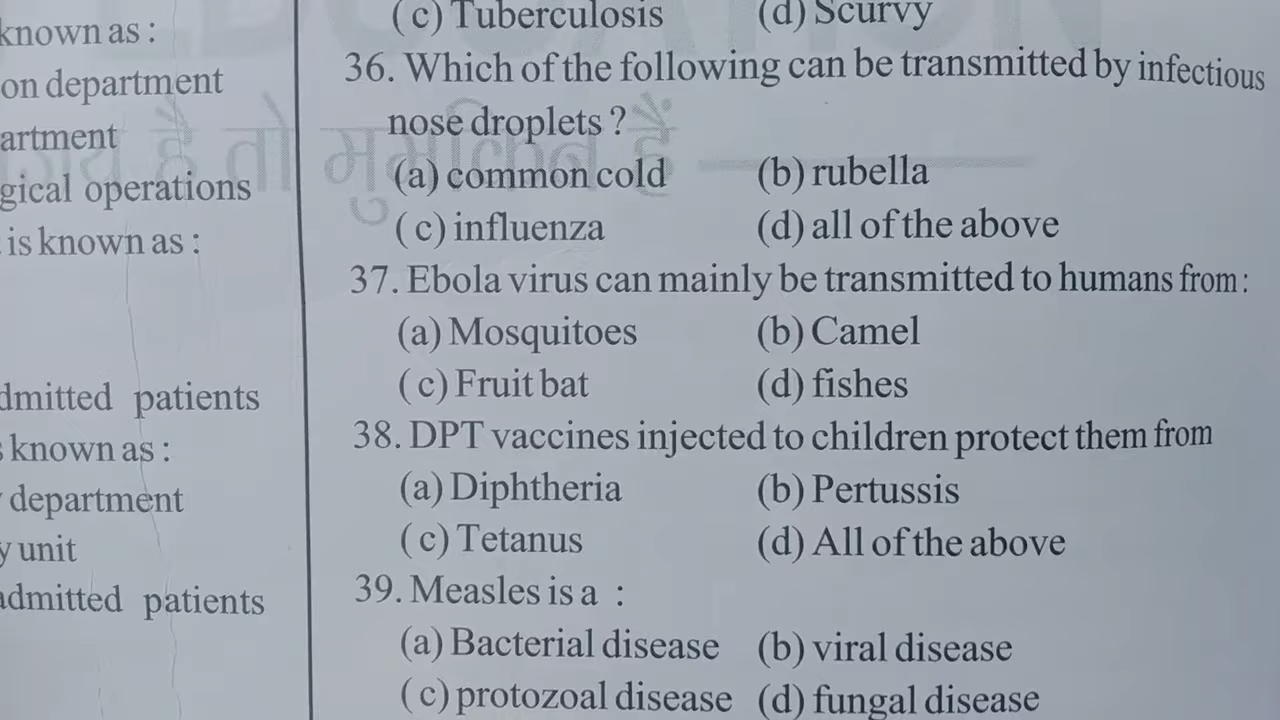 known as :
on department
artment
gical operations
is known as :
dmitted patients
known as :
department
y unit
admitted patients
(c) Tuberculosis (d) Scurvy
36. Which of the following can be transmitted by infectious
nose droplets ?
(a) common cold (b) rubella
(c) influenza (d) all of the above
37. Ebola virus can mainly be transmitted to humans from :
(a) Mosquitoes (b) Camel
(c) Fruit bat (d) fishes
38. DPT vaccines injected to children protect them from
(a) Diphtheria (b) Pertussis
(c) Tetanus (d) All of the above
39. Measles is a :
(a) Bacterial disease (b) viral disease
(c) protozoal disease (d) fungal disease